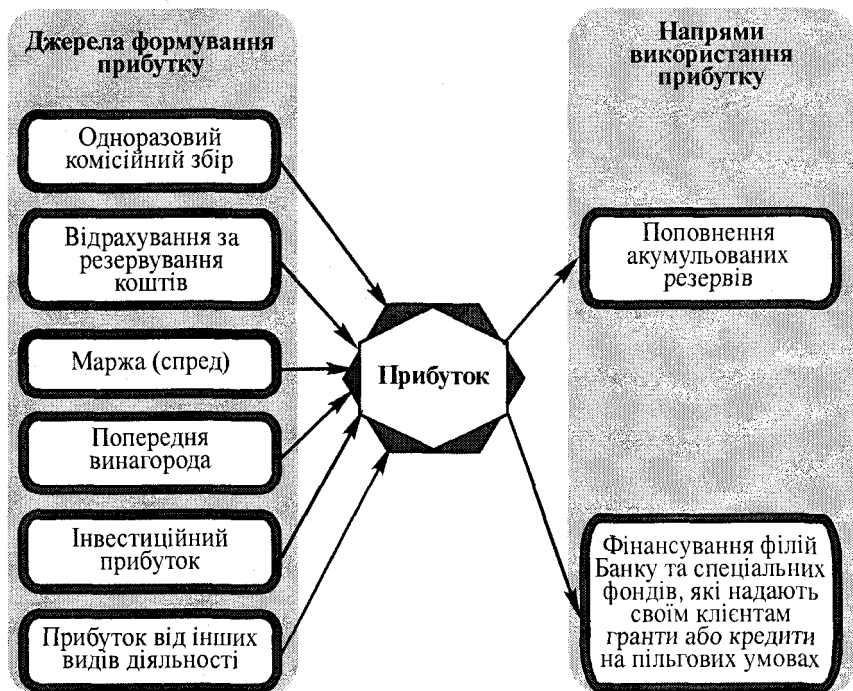 Джерела формування
прибутку
Одноразовий
комісійний збір
Відрахування за
резервування
коштів
Маржа (спред)
Попередня
винагорода
Інвестиційний
прибуток
Прибуток від інших
видів діяльності
Прибуток
Напрями
використання
прибутку
Поповнення
акумульованих
резервів
Фінансування філій
Банку та спеціальних
фондів, які надають
своїм клієнтам
гранти або кредити
на пільгових умовах